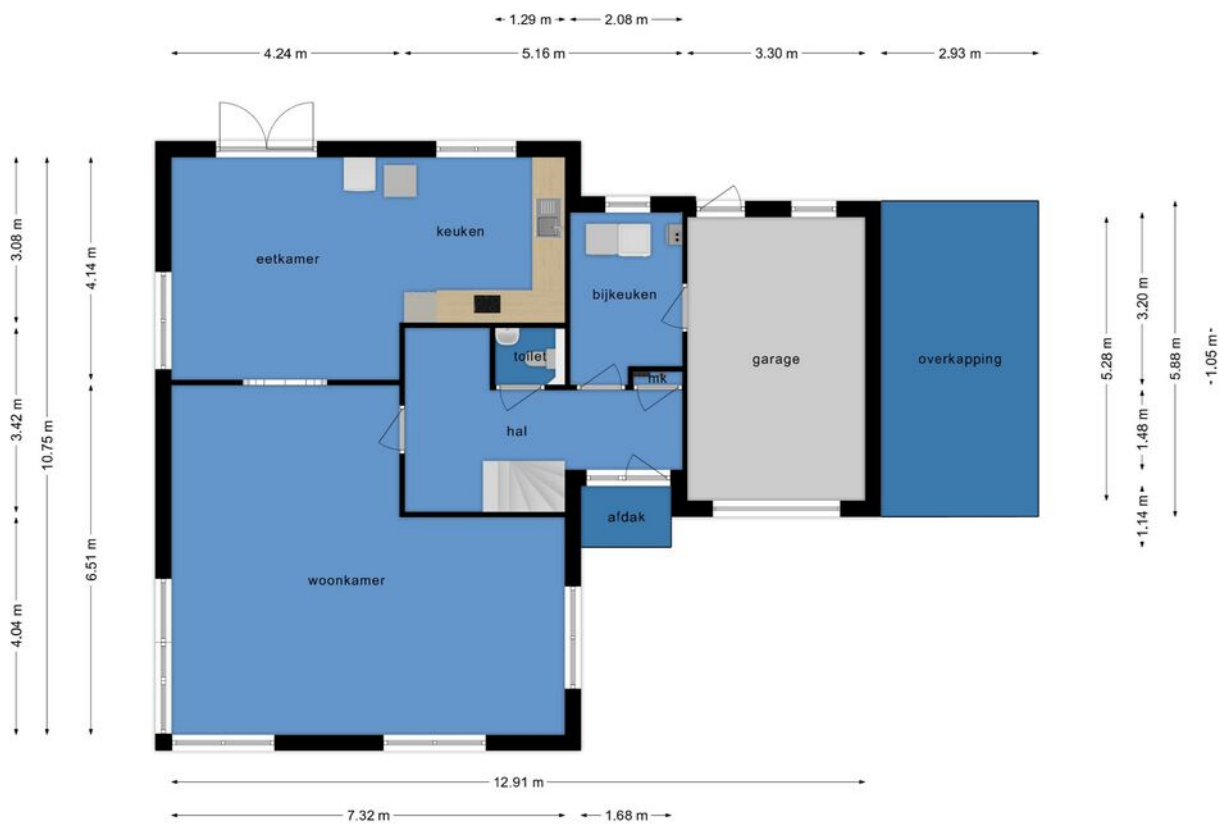 1.29 m
2.08 m
4.24 m
5.16 m
3.30 m
2.93 m
3.08 m
3.42 m
4.04 m
10.75 m
4.14 m
6.51 m
eetkamer
keuken
bijkeuken
toilet
mk
hal
garage
overkapping
afdak
woonkamer
5.28 m
3.20 m
1.48 m
1.14 m
5.88 m
1.05 m
12.91 m
7.32 m
1.68 m